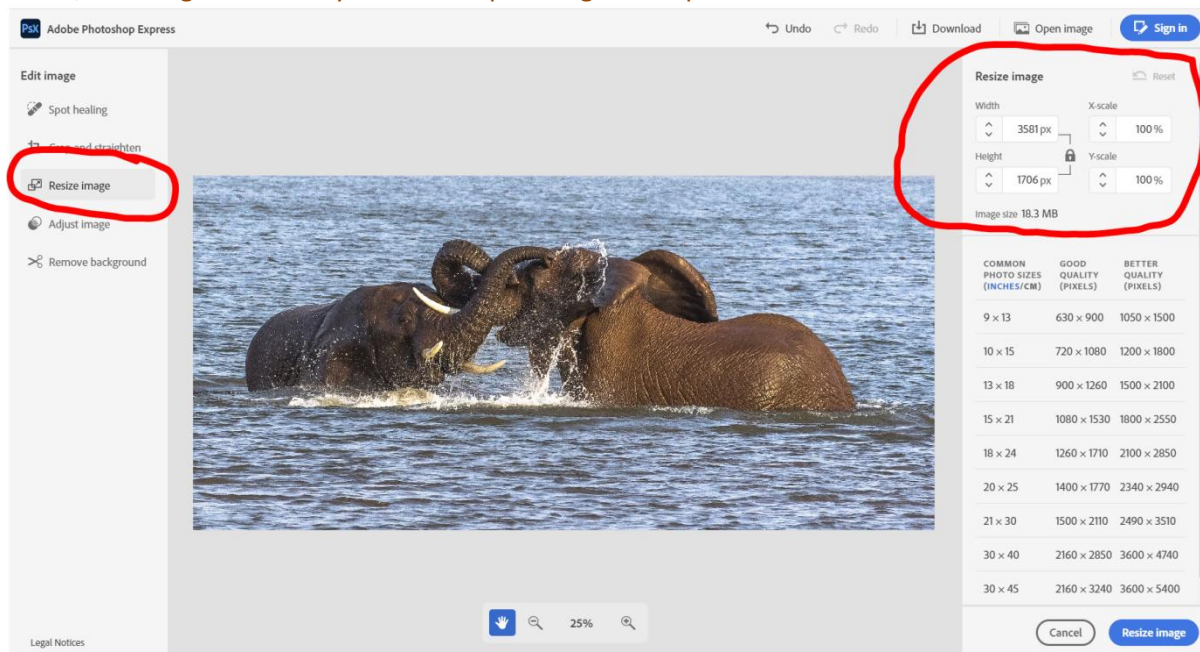 PsX Adobe Photoshop Express Undo Redo Download Open image Sign in
Edit image
Spot healing
Crop and straighten
Resize image
Adjust image
Remove background
Legal Notices
25%
Resize image Reset
Width X-scale
3581 px 100 %
Height Y-scale
1706 px 100 %
Image size 18.3 MB
COMMON PHOTO SIZES (INCHES/CM) GOOD QUALITY (PIXELS) BETTER QUALITY (PIXELS)
9 × 13 630 × 900 1050 × 1500
10 × 15 720 × 1080 1200 × 1800
13 × 18 900 × 1260 1500 × 2100
15 × 21 1080 × 1530 1800 × 2550
18 × 24 1260 × 1710 2100 × 2850
20 × 25 1400 × 1770 2340 × 2940
21 × 30 1500 × 2110 2490 × 3510
30 × 40 2160 × 2850 3600 × 4740
30 × 45 2160 × 3240 3600 × 5400
Cancel Resize image